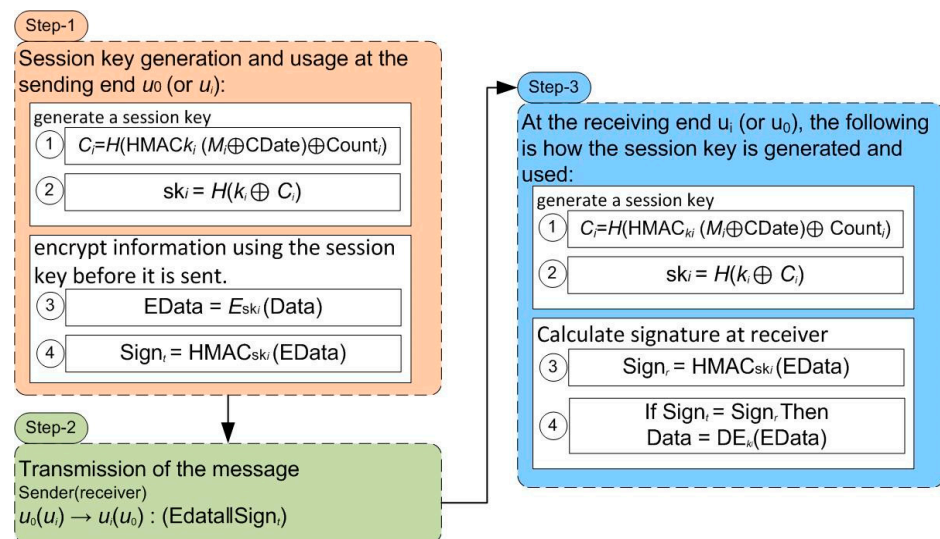 Step-1
Session key generation and usage at the
sending end u₀ (or uᵢ):
generate a session key
1 Cᵢ=H(HMACkᵢ (Mᵢ⊕CDate)⊕Countᵢ)
2 skᵢ = H(kᵢ ⊕ Cᵢ)
encrypt information using the session
key before it is sent.
3 EData = Eskᵢ(Data)
4 Signₜ = HMACskᵢ(EData)
Step-2
Transmission of the message
Sender(receiver)
u₀(uᵢ) → uᵢ(u₀) : (Edata‖Signₜ)
Step-3
At the receiving end uᵢ (or u₀), the following
is how the session key is generated and
used:
generate a session key
1 Cᵢ=H(HMACkᵢ (Mᵢ⊕CDate)⊕ Countᵢ)
2 skᵢ = H(kᵢ ⊕ Cᵢ)
Calculate signature at receiver
3 Signᵣ = HMACskᵢ(EData)
4 If Signₜ = Signᵣ Then
Data = DEkᵢ(EData)